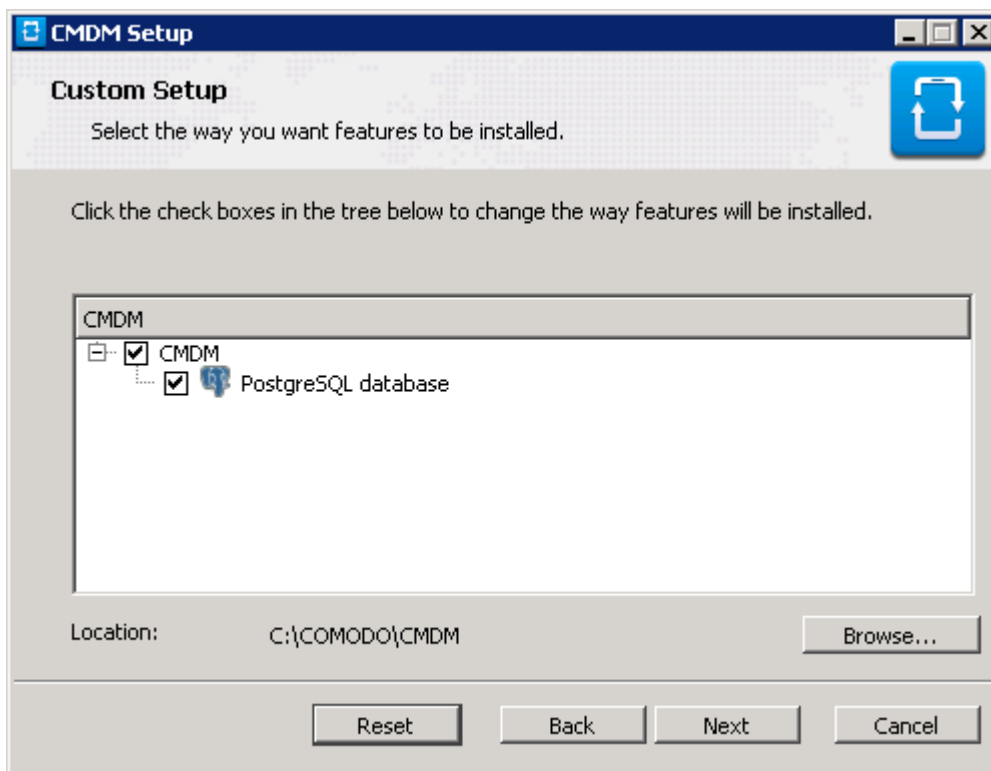 CMDM Setup
Custom Setup
Select the way you want features to be installed.
Click the check boxes in the tree below to change the way features will be installed.
CMDM
CMDM
PostgreSQL database
Location: C:\COMODO\CMDM Browse...
Reset Back Next Cancel